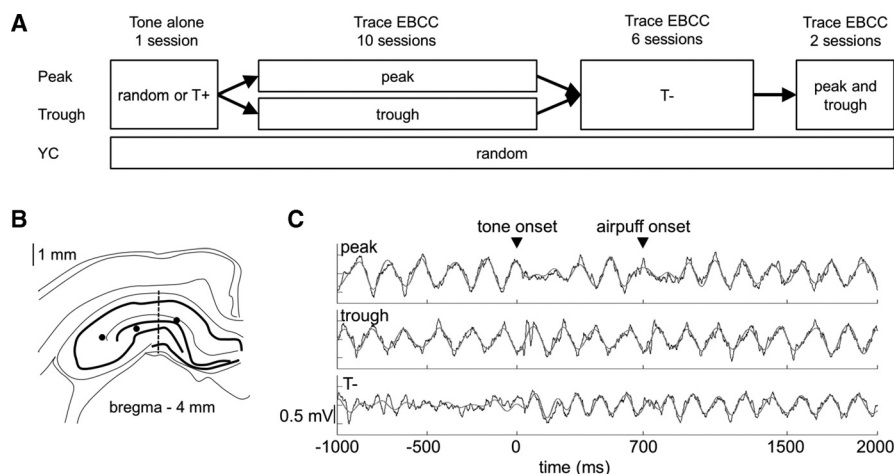 A
Tone alone
1 session
Trace EBCC
10 sessions
Trace EBCC
6 sessions
Trace EBCC
2 sessions
Peak
Trough
random or T+
peak
trough
T-
peak and
trough
YC
random
B
1 mm
bregma - 4 mm
C
tone onset
airpuff onset
peak
trough
T-
0.5 mV
-1000 -500 0 700 1500 2000
time (ms)